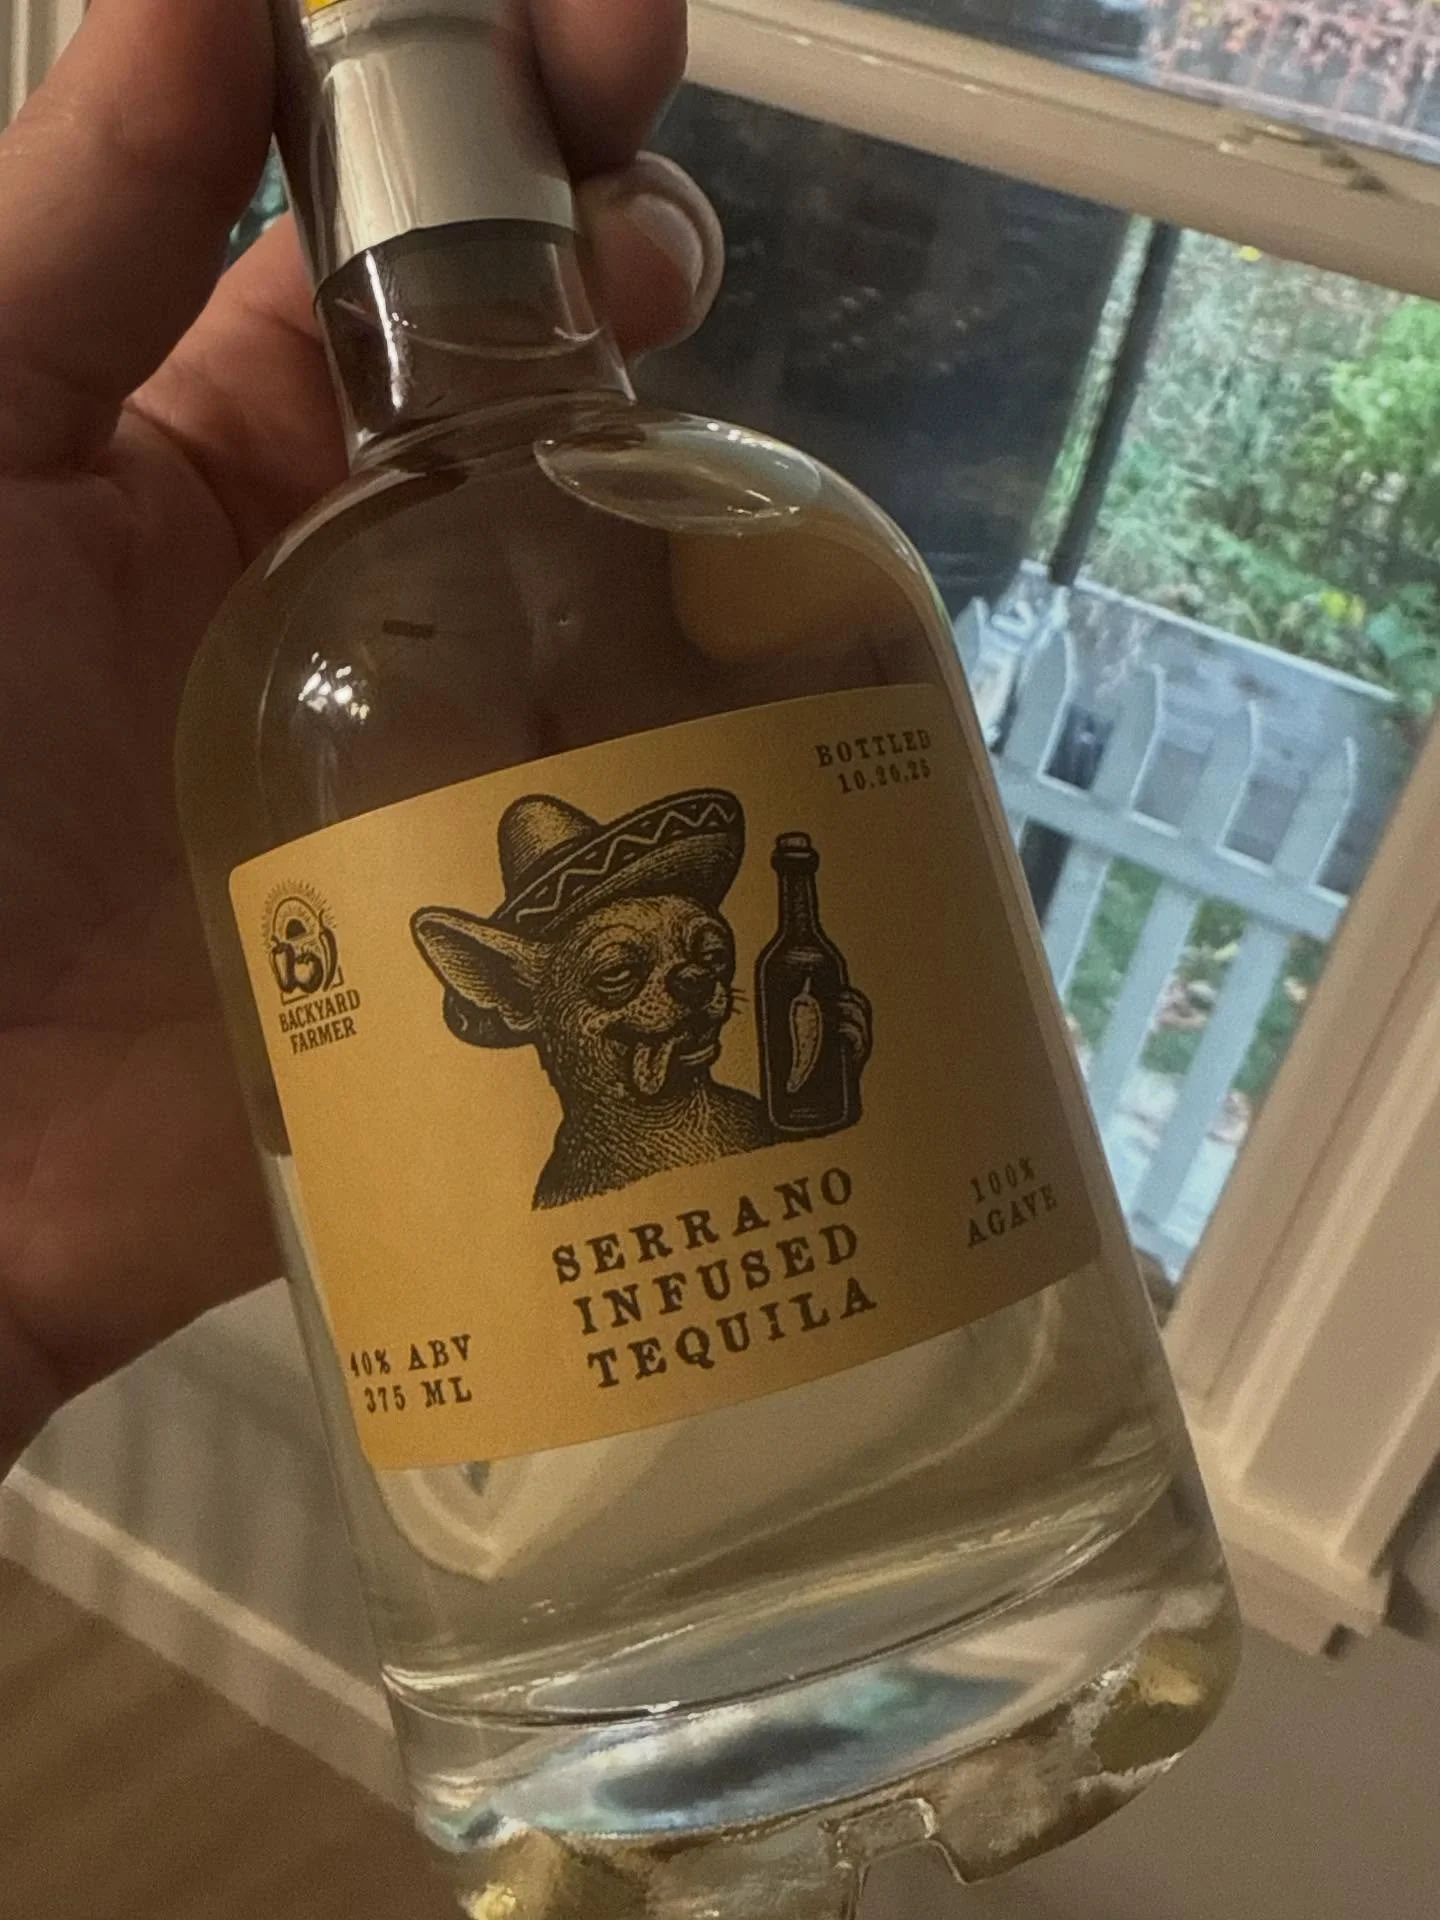 BOTTLED
10.20.25
BACKYARD
FARMER
SERRANO
INFUSED
TEQUILA
100%
AGAVE
40% ABV
375 ML